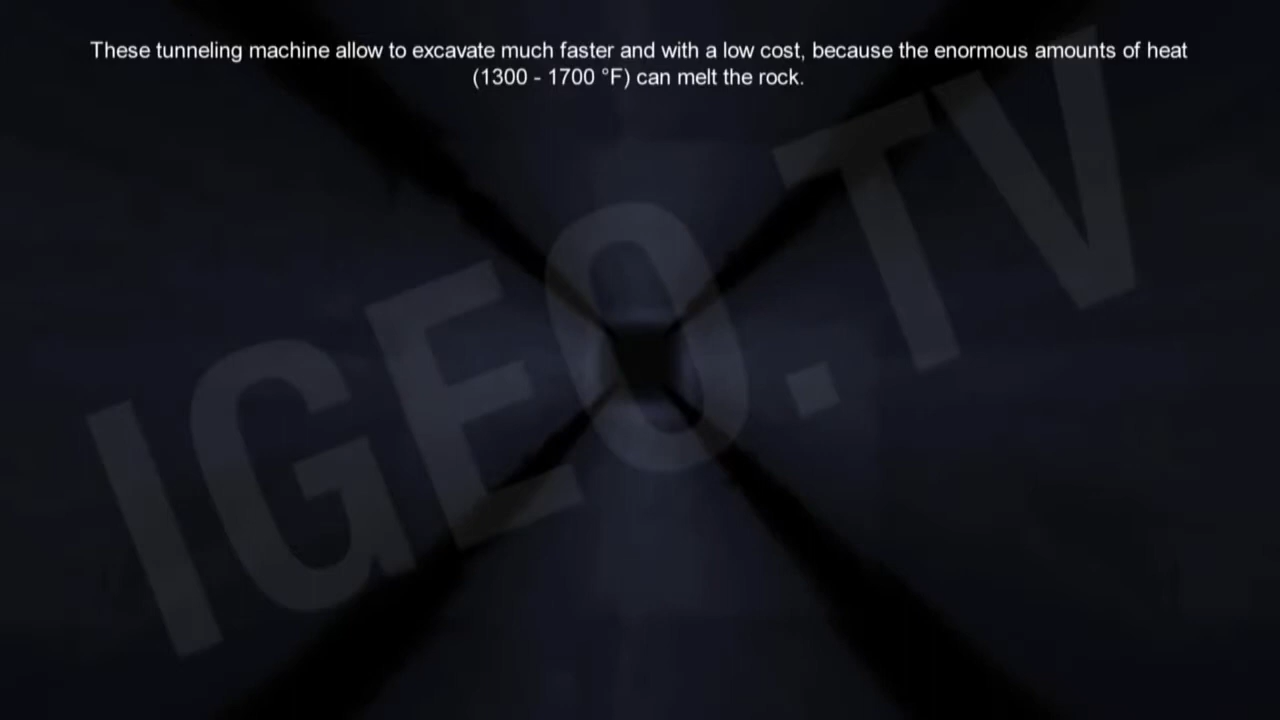 These tunneling machine allow to excavate much faster and with a low cost, because the enormous amounts of heat
(1300 - 1700 °F) can melt the rock.
IGEO.TV